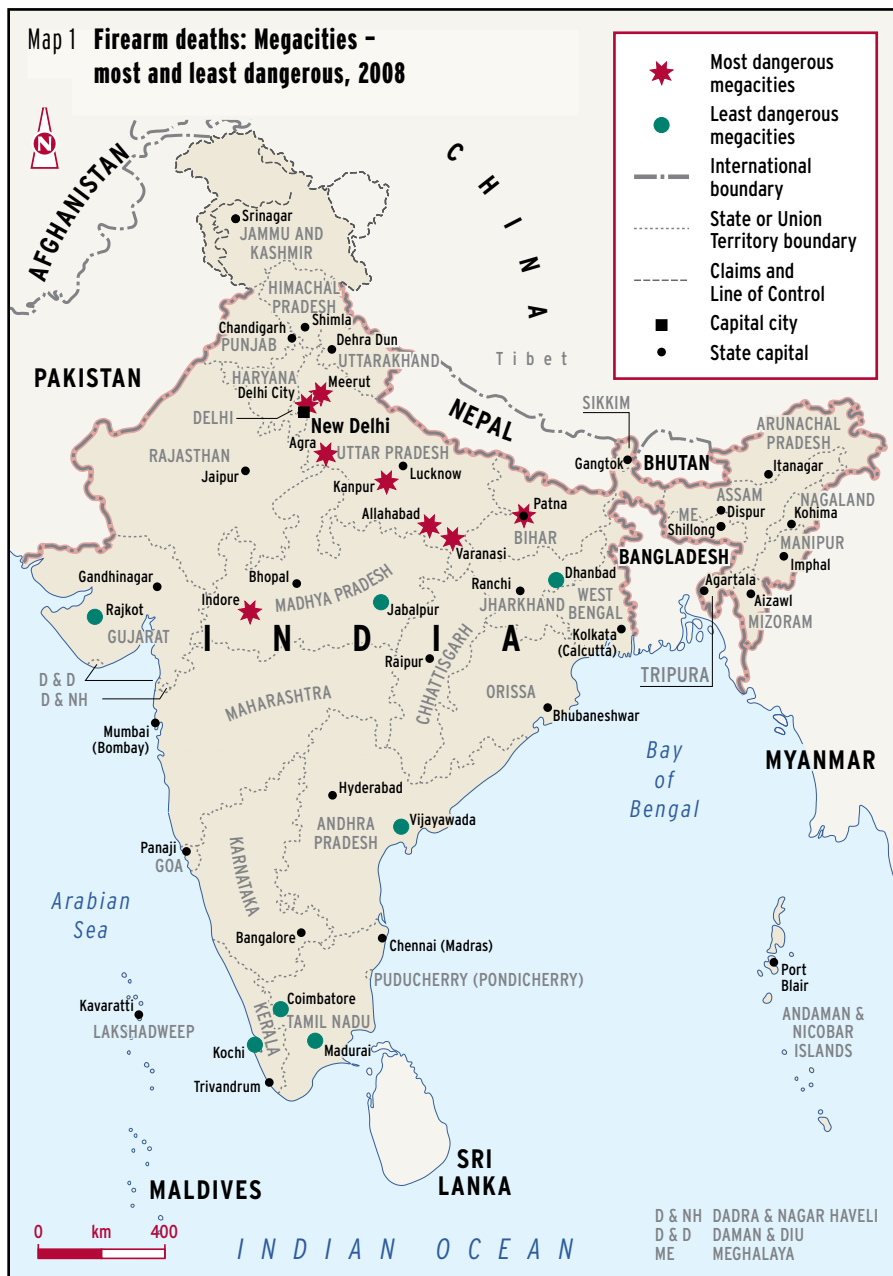 Map 1 Firearm deaths: Megacities –
most and least dangerous, 2008
Most dangerous
megacities
Least dangerous
megacities
International
boundary
State or Union
Territory boundary
Claims and
Line of Control
Capital city
State capital
N
AFGHANISTAN
CHINA
Srinagar
JAMMU AND
KASHMIR
HIMACHAL
PRADESH
Shimla
Chandigarh
PUNJAB
Dehra Dun
UTTARAKHAND
Tibet
PAKISTAN
HARYANA
Meerut
Delhi City
DELHI
New Delhi
NEPAL
SIKKIM
ARUNACHAL
PRADESH
RAJASTHAN
Agra
UTTAR PRADESH
Jaipur
Lucknow
Kanpur
Gangtok
BHUTAN
Itanagar
ASSAM
Dispur
NAGALAND
Kohima
ME
Shillong
MANIPUR
Imphal
Allahabad
Patna
BIHAR
Varanasi
BANGLADESH
Gandhinagar
Bhopal
MADHYA PRADESH
Indore
Rajkot
GUJARAT
Jabalpur
Ranchi
JHARKHAND
Dhanbad
WEST
BENGAL
Agartala
Aizawl
MIZORAM
INDIA
Kolkata
(Calcutta)
TRIPURA
D & D
D & NH
Raipur
CHHATTISGARH
MAHARASHTRA
ORISSA
Bhubaneshwar
Mumbai
(Bombay)
Bay
of
Bengal
MYANMAR
Hyderabad
ANDHRA
PRADESH
Vijayawada
Panaji
GOA
KARNATAKA
Arabian
Sea
Bangalore
Chennai (Madras)
PUDUCHERRY (PONDICHERRY)
Port
Blair
Kavaratti
LAKSHADWEEP
Coimbatore
KERALA
TAMIL NADU
Kochi
Madurai
ANDAMAN &
NICOBAR
ISLANDS
Trivandrum
SRI
LANKA
MALDIVES
0 km 400
INDIAN OCEAN
D & NH DADRA & NAGAR HAVELI
D & D DAMAN & DIU
ME MEGHALAYA